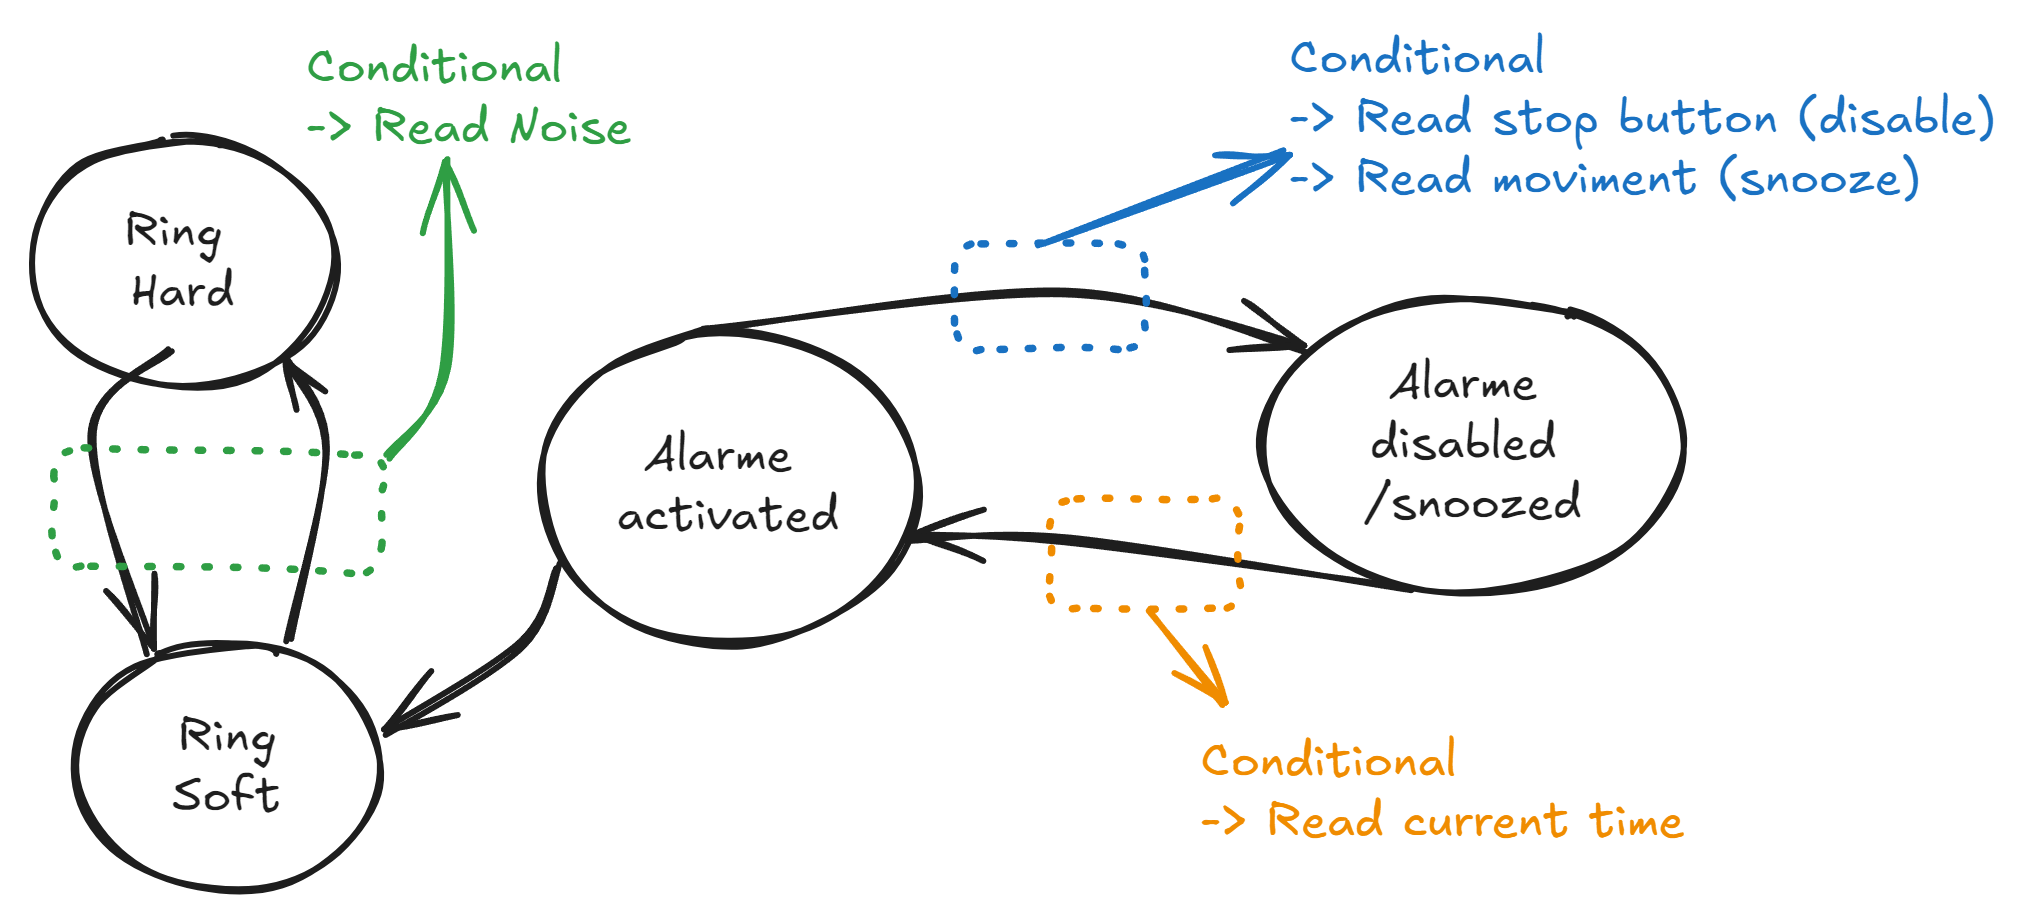 Conditional
-> Read Noise
Conditional
-> Read stop button (disable)
-> Read moviment (snooze)
Ring
Hard
Alarme
activated
Alarme
disabled
/snoozed
Ring
Soft
Conditional
-> Read current time